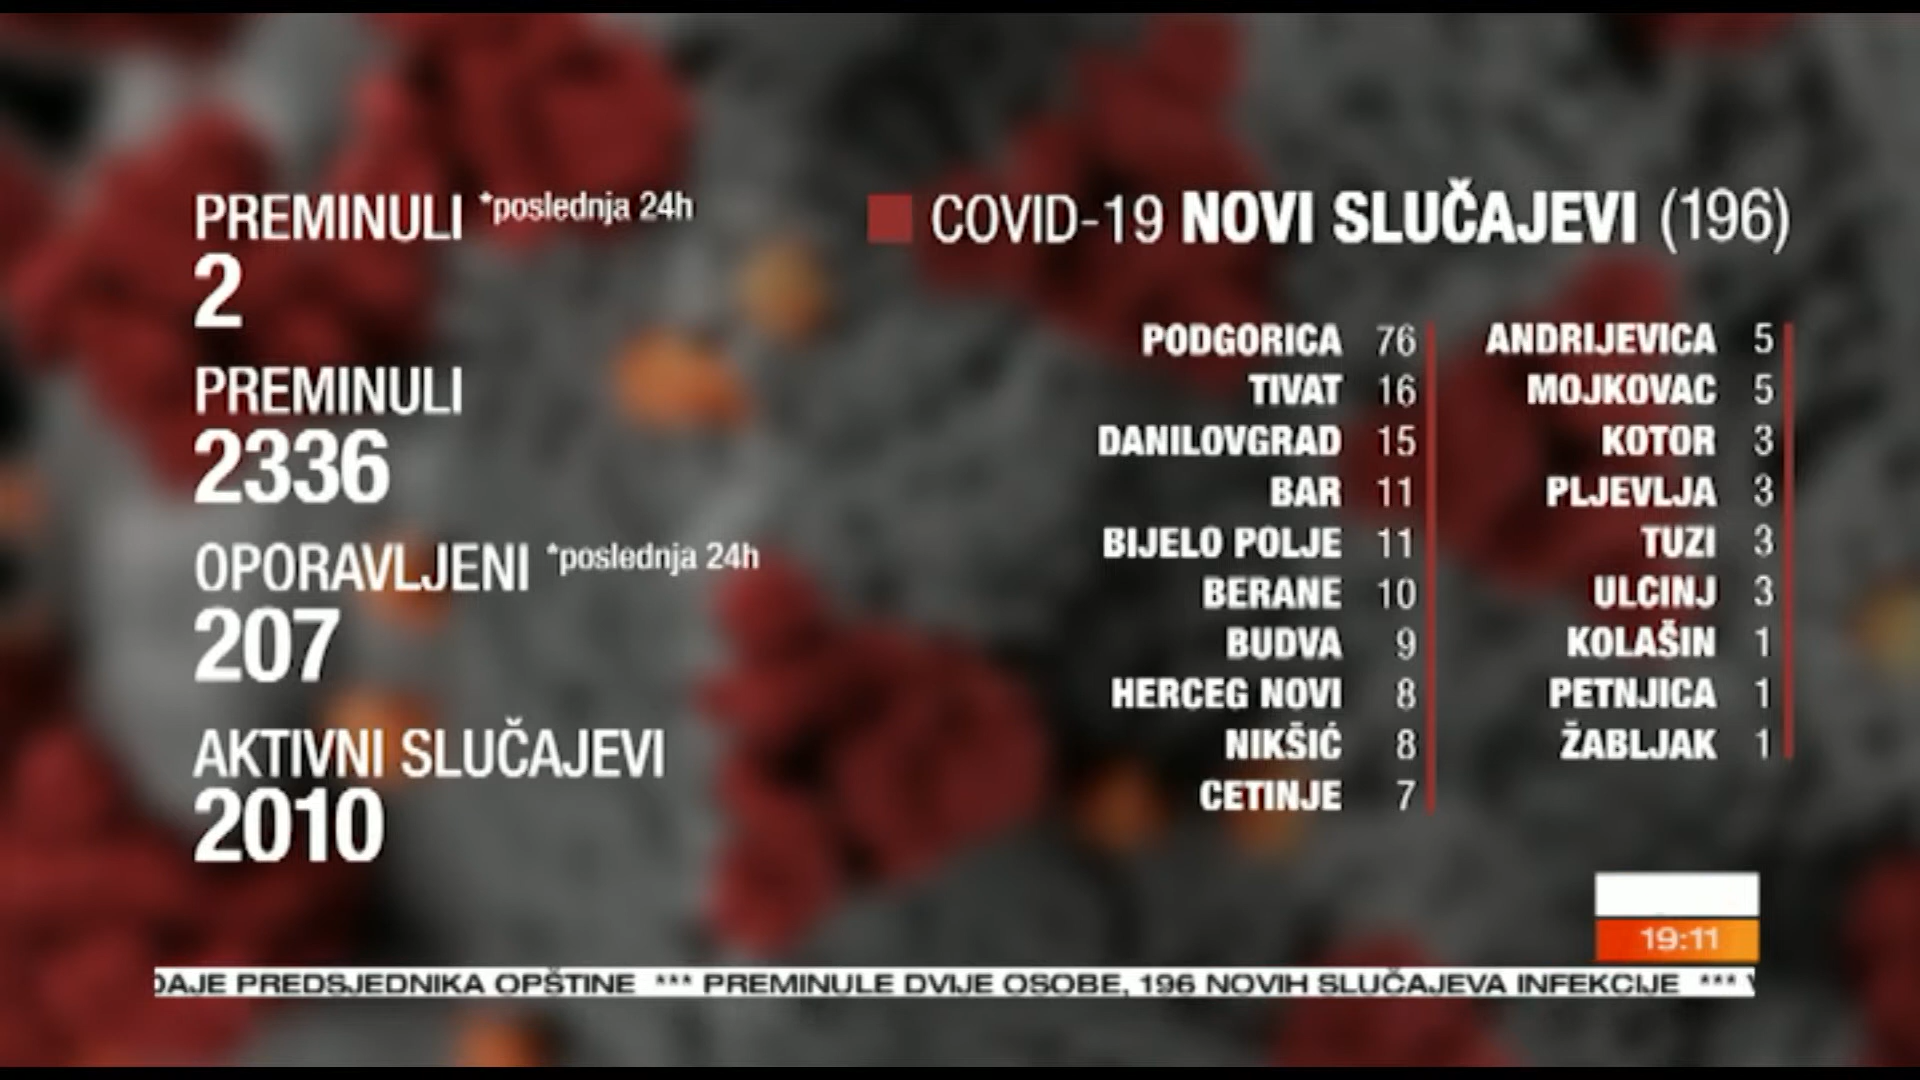 PREMINULI *poslednja 24h
2
PREMINULI
2336
OPORAVLJENI *poslednja 24h
207
AKTIVNI SLUČAJEVI
2010
COVID-19 NOVI SLUČAJEVI (196)
PODGORICA 76
TIVAT 16
DANILOVGRAD 15
BAR 11
BIJELO POLJE 11
BERANE 10
BUDVA 9
HERCEG NOVI 8
NIKŠIĆ 8
CETINJE 7
ANDRIJEVICA 5
MOJKOVAC 5
KOTOR 3
PLJEVLJA 3
TUZI 3
ULCINJ 3
KOLAŠIN 1
PETNJICA 1
ŽABLJAK 1
19:11
DAJE PREDSJEDNIKA OPŠTINE *** PREMINULE DVIJE OSOBE, 196 NOVIH SLUČAJEVA INFEKCIJE ***